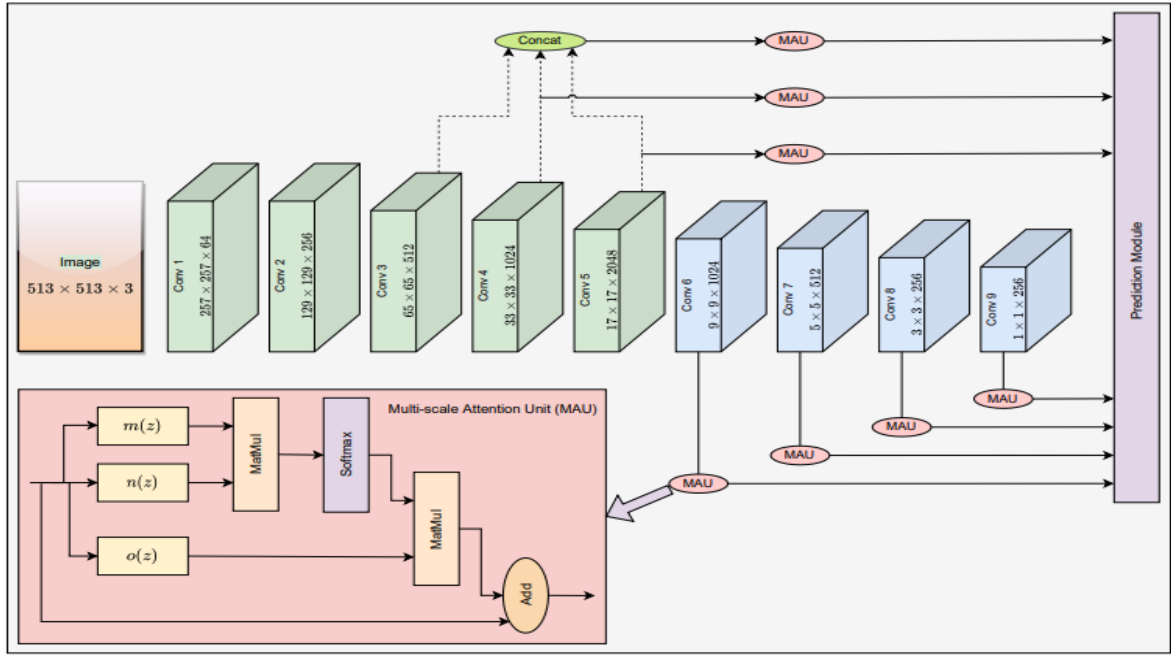 Concat
MAU
MAU
MAU
Image
513 × 513 × 3
Conv 1
257 × 257 × 64
Conv 2
129 × 129 × 256
Conv 3
65 × 65 × 512
Conv 4
33 × 33 × 1024
Conv 5
17 × 17 × 2048
Conv 6
9 × 9 × 1024
Conv 7
5 × 5 × 512
Conv 8
3 × 3 × 256
Conv 9
1 × 1 × 256
Prediction Module
MAU
MAU
MAU
MAU
Multi-scale Attention Unit (MAU)
m(z)
n(z)
o(z)
MatMul
Softmax
MatMul
Add